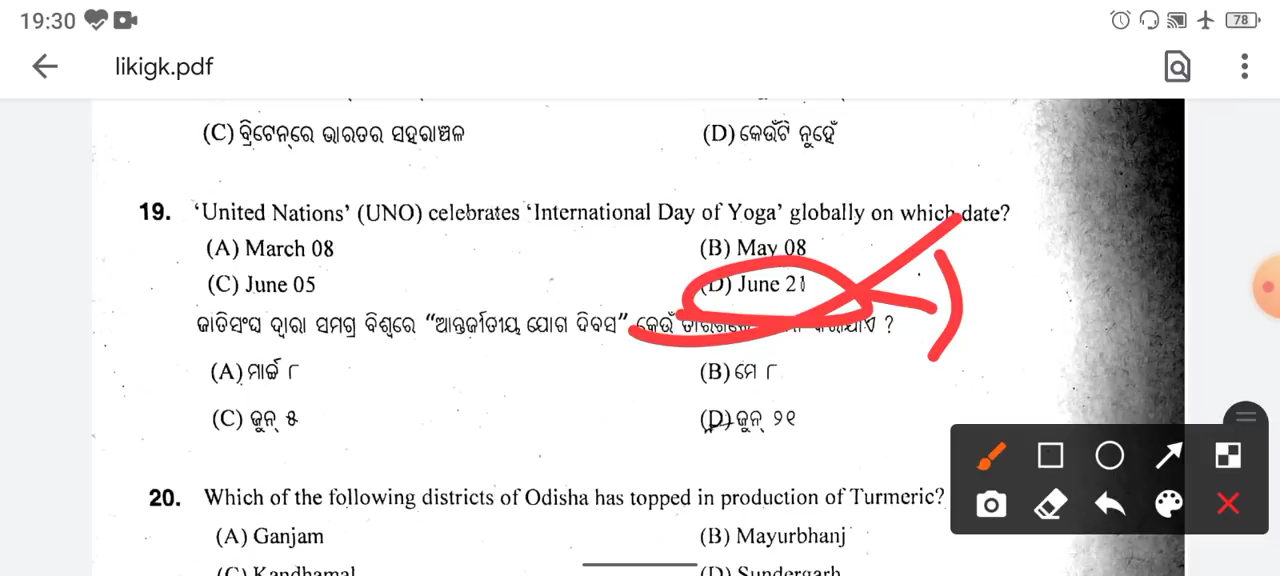 19:30 78
likigk.pdf
(C) ବ୍ରିଟେନ୍‌ରେ ଭାରତର ସହରାଞ୍ଚଳ (D) କେଉଁଟି ନୁହେଁ
19. 'United Nations' (UNO) celebrates 'International Day of Yoga' globally on which date?
(A) March 08 (B) May 08
(C) June 05 (D) June 21
ଜାତିସଂଘ ଦ୍ୱାରା ସମଗ୍ର ବିଶ୍ୱରେ "ଆନ୍ତର୍ଜାତୀୟ ଯୋଗ ଦିବସ" କେଉଁ ?
(A) ମାର୍ଚ୍ଚ ୮ (B) ମେ ୮
(C) ଜୁନ୍ ୫ (D) ଜୁନ୍ ୨୧
20. Which of the following districts of Odisha has topped in production of Turmeric?
(A) Ganjam (B) Mayurbhanj
(C) Kandhamal (D) Sundergarh